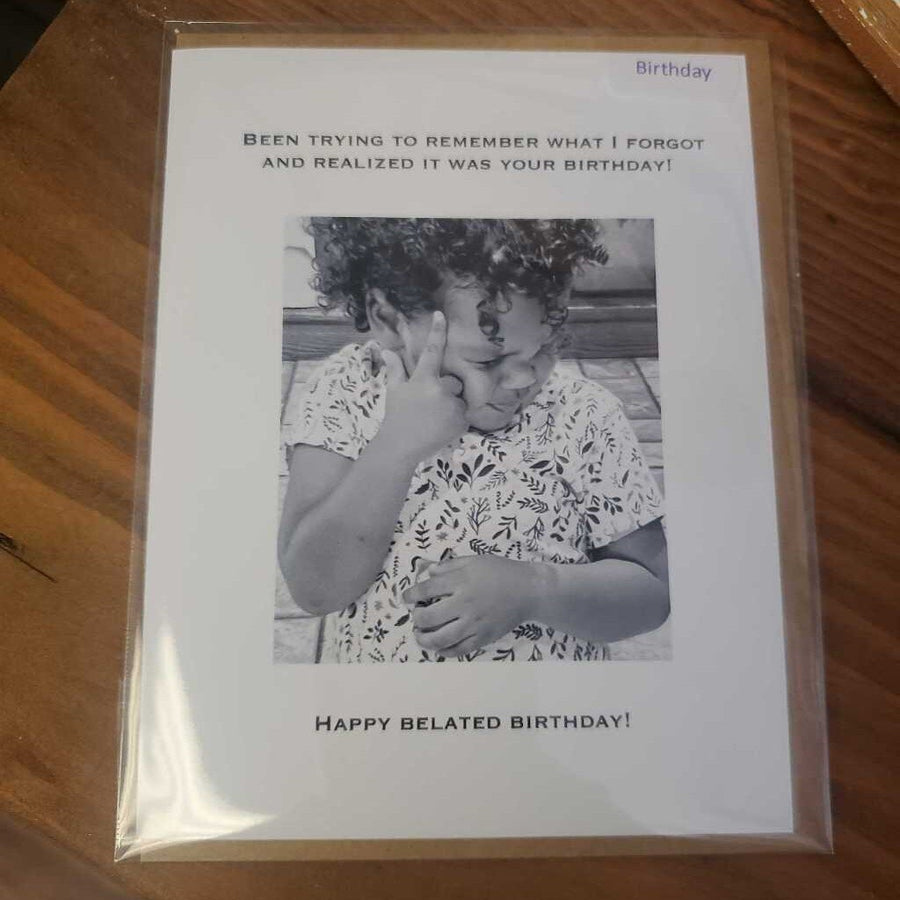 Birthday
BEEN TRYING TO REMEMBER WHAT I FORGOT
AND REALIZED IT WAS YOUR BIRTHDAY!
HAPPY BELATED BIRTHDAY!